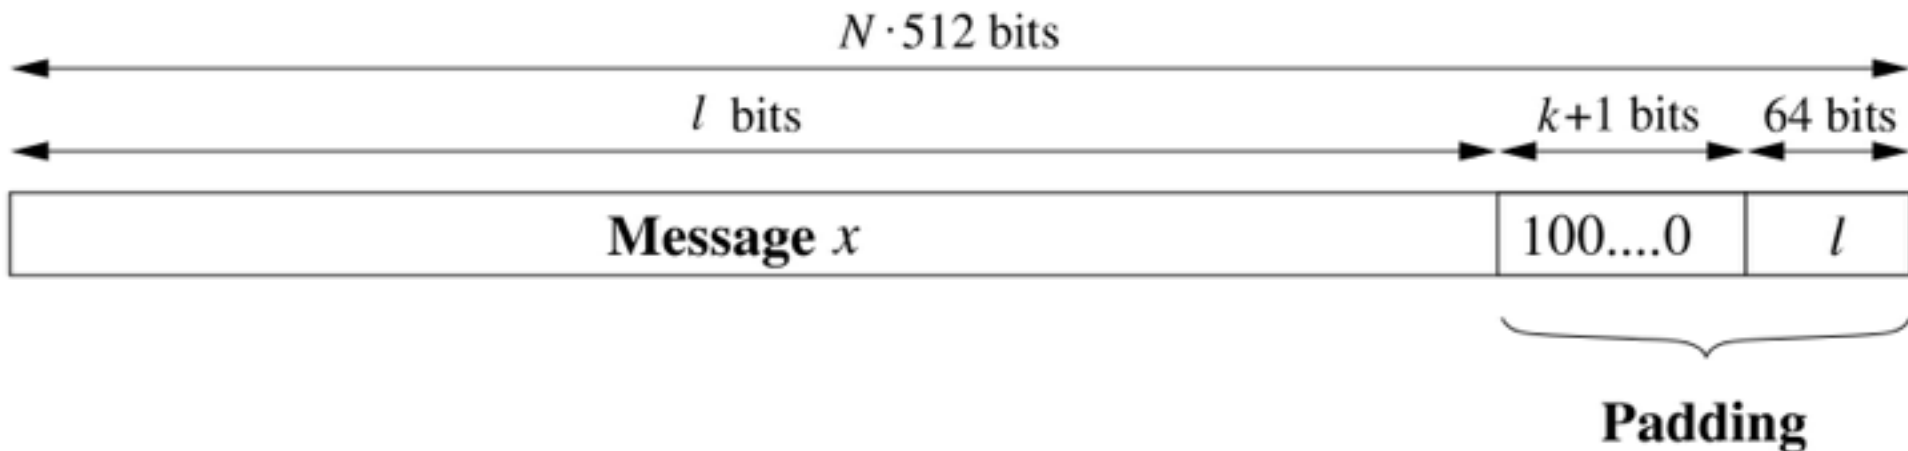 N · 512 bits
l bits k+1 bits 64 bits
Message x 100....0 l
Padding